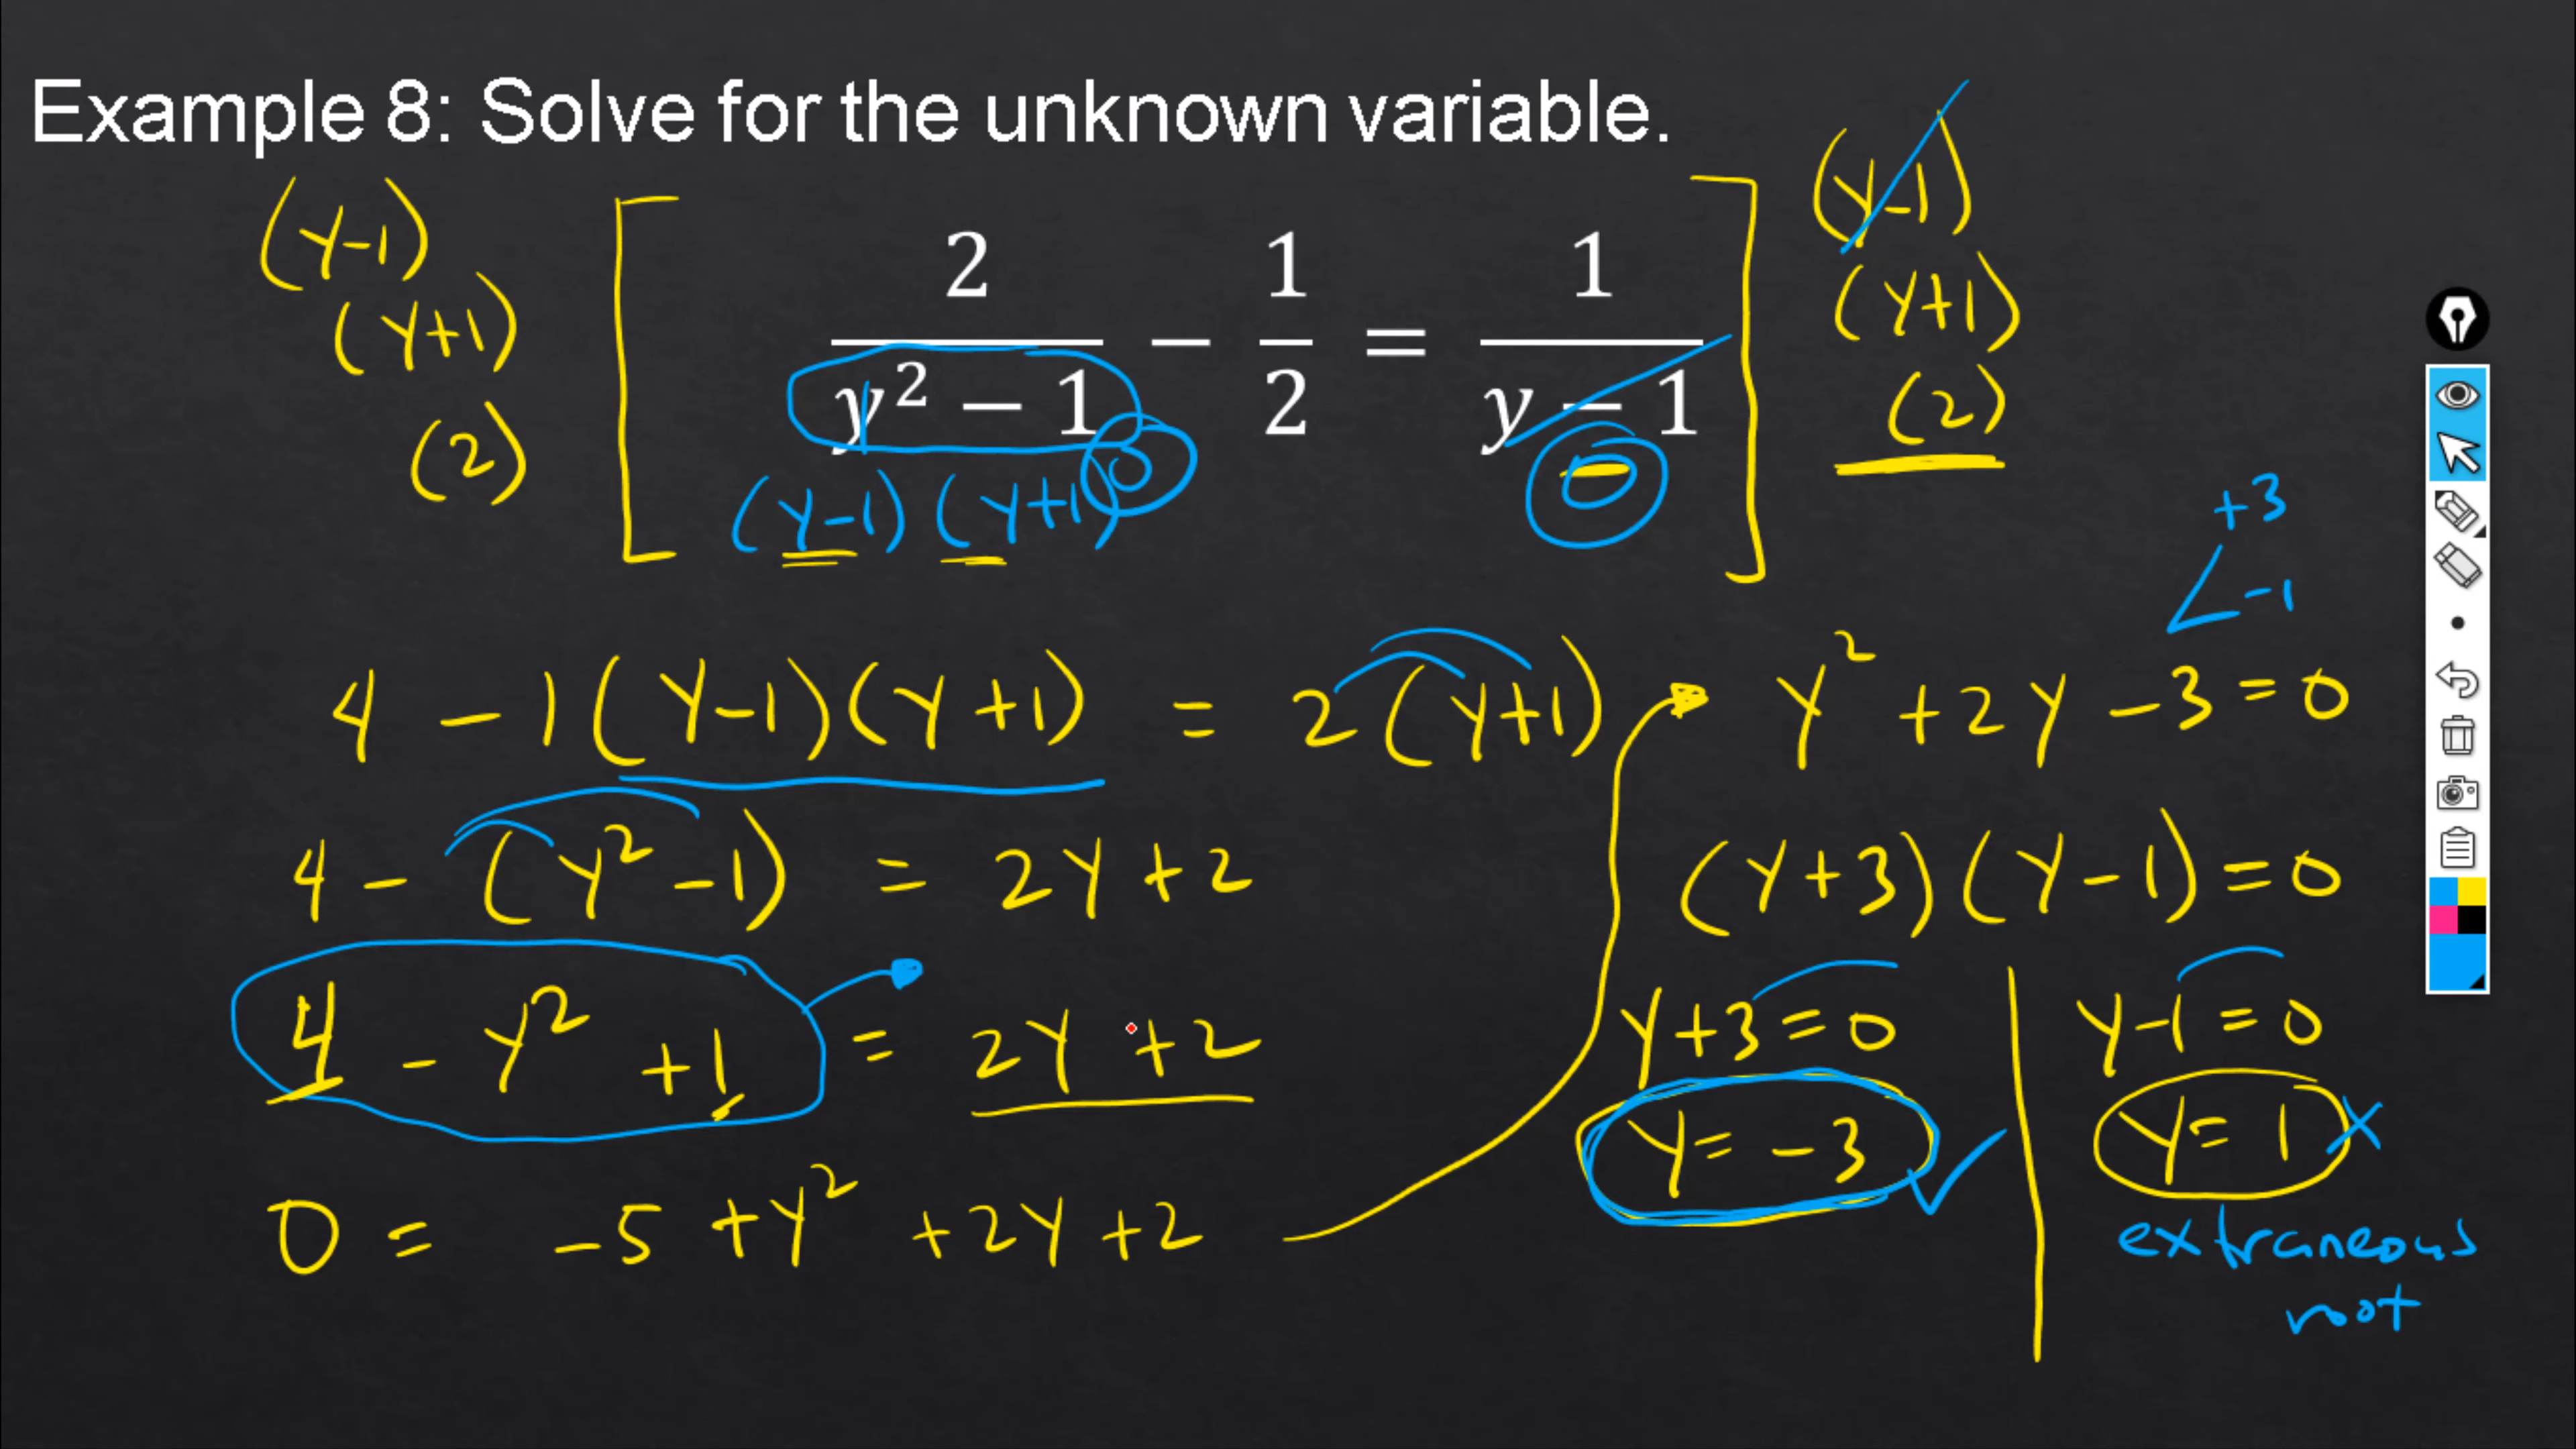 Example 8: Solve for the unknown variable.
(y-1)
(y+1)
(2)
2/(y² − 1) − 1/2 = 1/(y − 1)
(y-1) (y+1) 0
0
(y-1)
(y+1)
(2)
4 - 1(y-1)(y+1) = 2(y+1)
4 - (y² - 1) = 2y + 2
4 - y² + 1 = 2y + 2
0 = -5 + y² + 2y + 2
+3
-1
y² + 2y - 3 = 0
(y+3)(y-1) = 0
y+3 = 0
y = -3 ✓
y-1 = 0
y = 1 x
extraneous
root